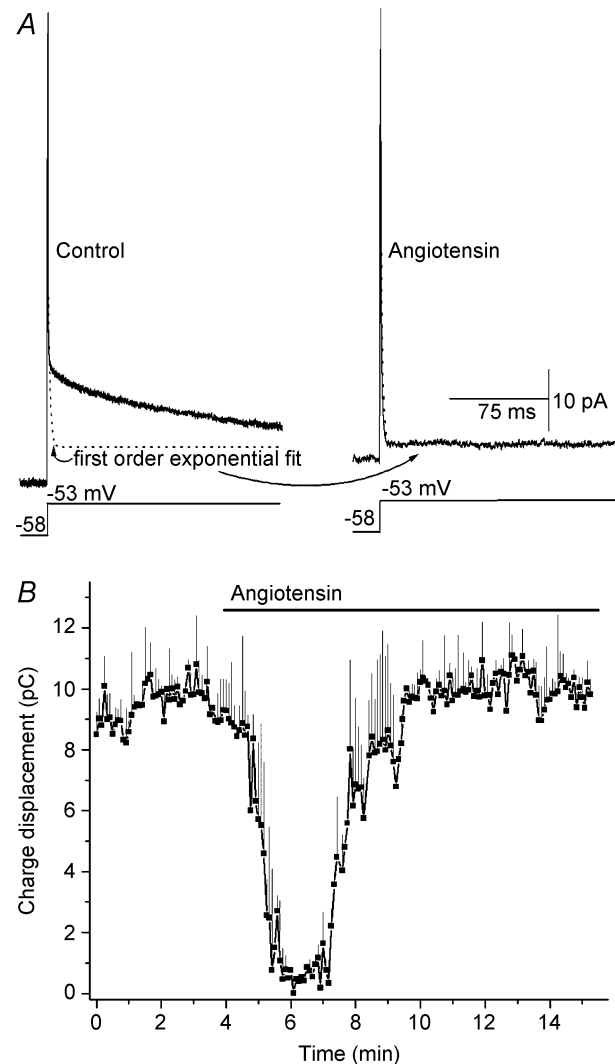 A
Control
Angiotensin
75 ms
10 pA
first order exponential fit
-53 mV
-53 mV
-58
-58
B
Angiotensin
Charge displacement (pC)
12
10
8
6
4
2
0
0 2 4 6 8 10 12 14
Time (min)